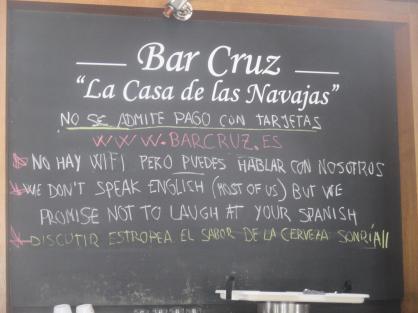 Bar Cruz
"La Casa de las Navajas"
NO SE ADMITE PAGO CON TARJETAS
WWW.BARCRUZ.ES
NO HAY WIFI PERO PUEDES HABLAR CON NOSOTROS
WE DON'T SPEAK ENGLISH (MOST OF US) BUT WE
PROMISE NOT TO LAUGH AT YOUR SPANISH
DISCUTIR ESTROPEA EL SABOR DE LA CERVEZA SONRÍA!!